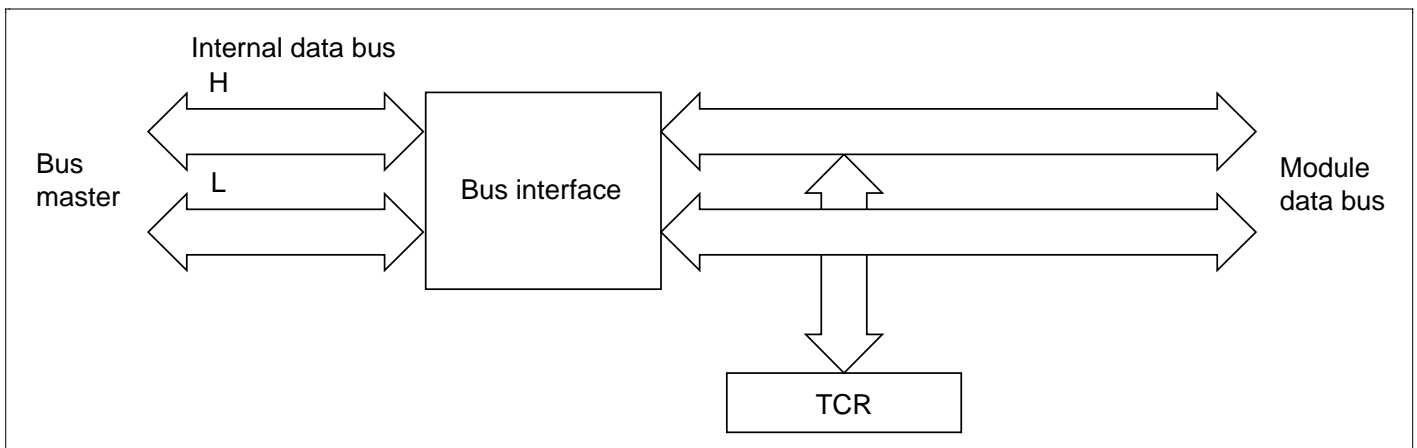 Internal data bus
H
Bus
master
L
Bus interface
Module
data bus
TCR